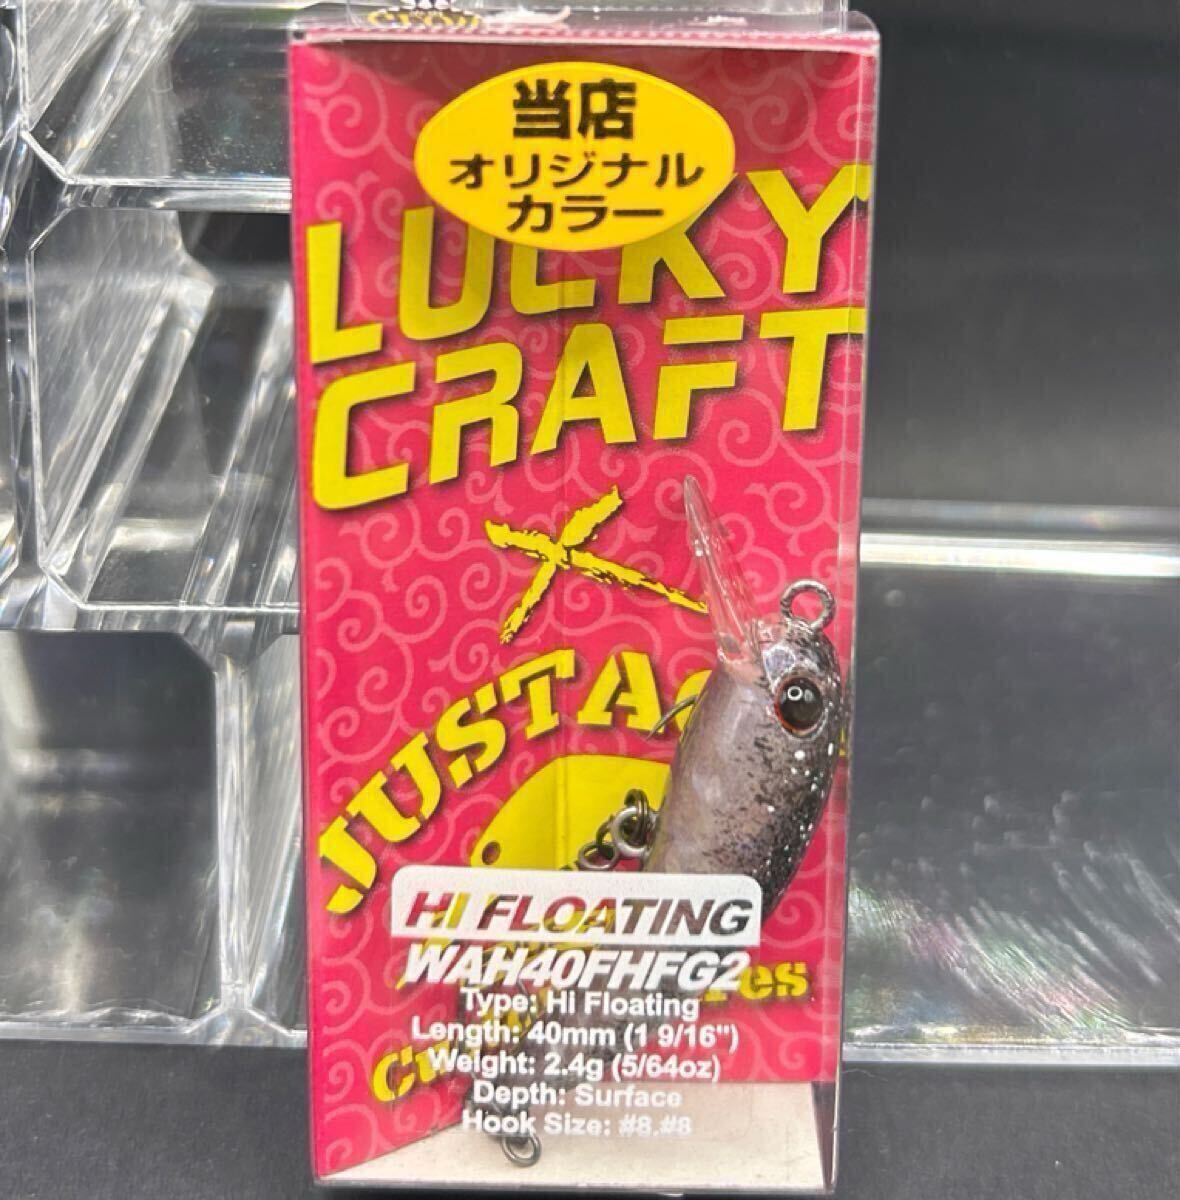 当店
オリジナル
カラー
LUCKY
CRAFT
×
JUSTA
HI FLOATING
WAH40FHFG2
Type: Hi Floating
Length: 40mm (1 9/16")
Weight: 2.4g (5/64oz)
Depth: Surface
Hook Size: #8,#8